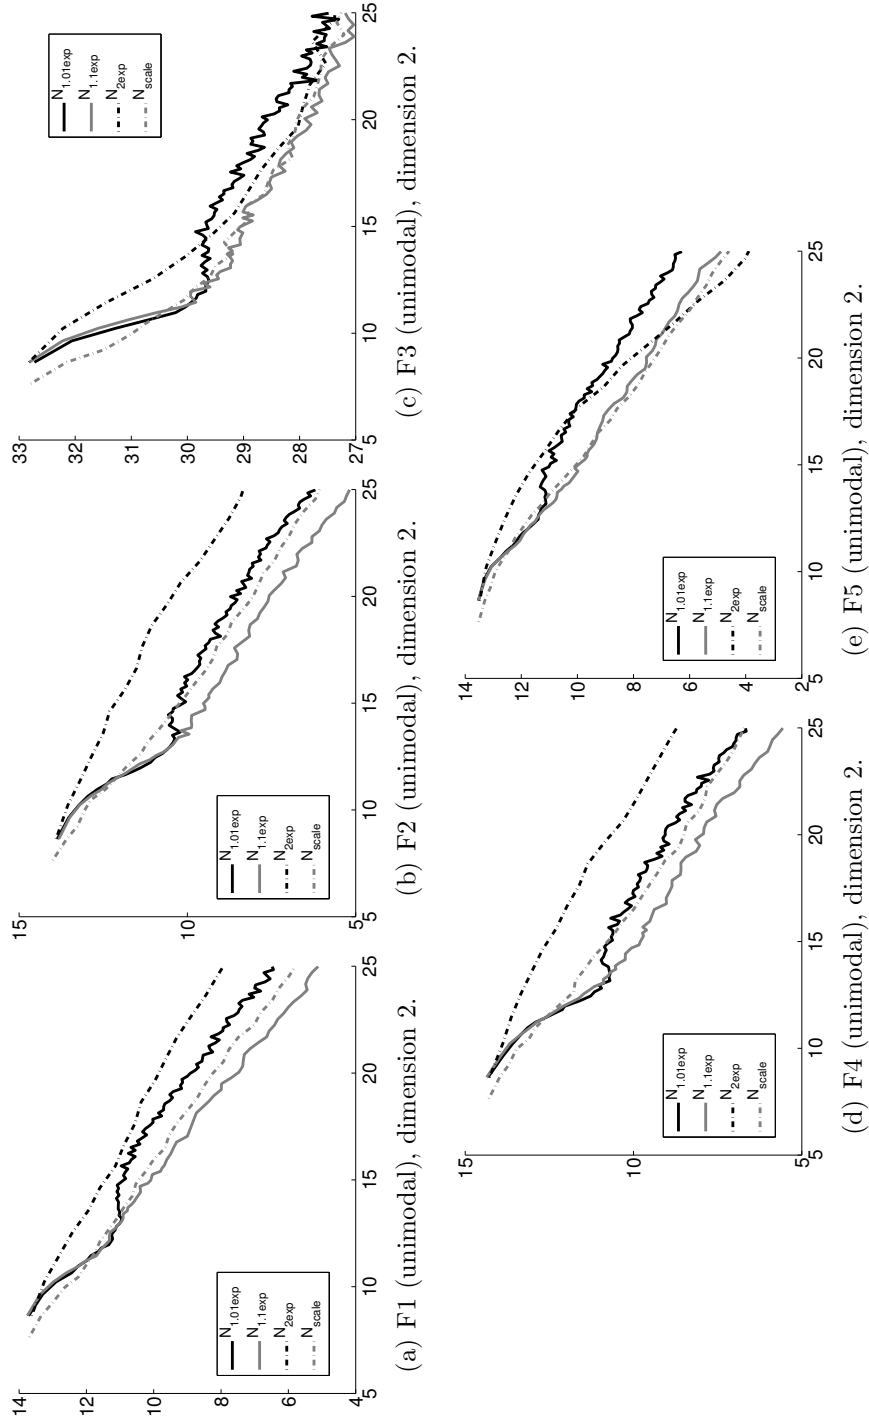 14
12
10
8
6
4
5
10
15
20
25
N1.01exp
N1.1exp
N2exp
Nscale
(a) F1 (unimodal), dimension 2.
15
10
5
5
10
15
20
25
N1.01exp
N1.1exp
N2exp
Nscale
(b) F2 (unimodal), dimension 2.
33
32
31
30
29
28
27
5
10
15
20
25
N1.01exp
N1.1exp
N2exp
Nscale
(c) F3 (unimodal), dimension 2.
15
10
5
5
10
15
20
25
N1.01exp
N1.1exp
N2exp
Nscale
(d) F4 (unimodal), dimension 2.
14
12
10
8
6
4
2
5
10
15
20
25
N1.01exp
N1.1exp
N2exp
Nscale
(e) F5 (unimodal), dimension 2.